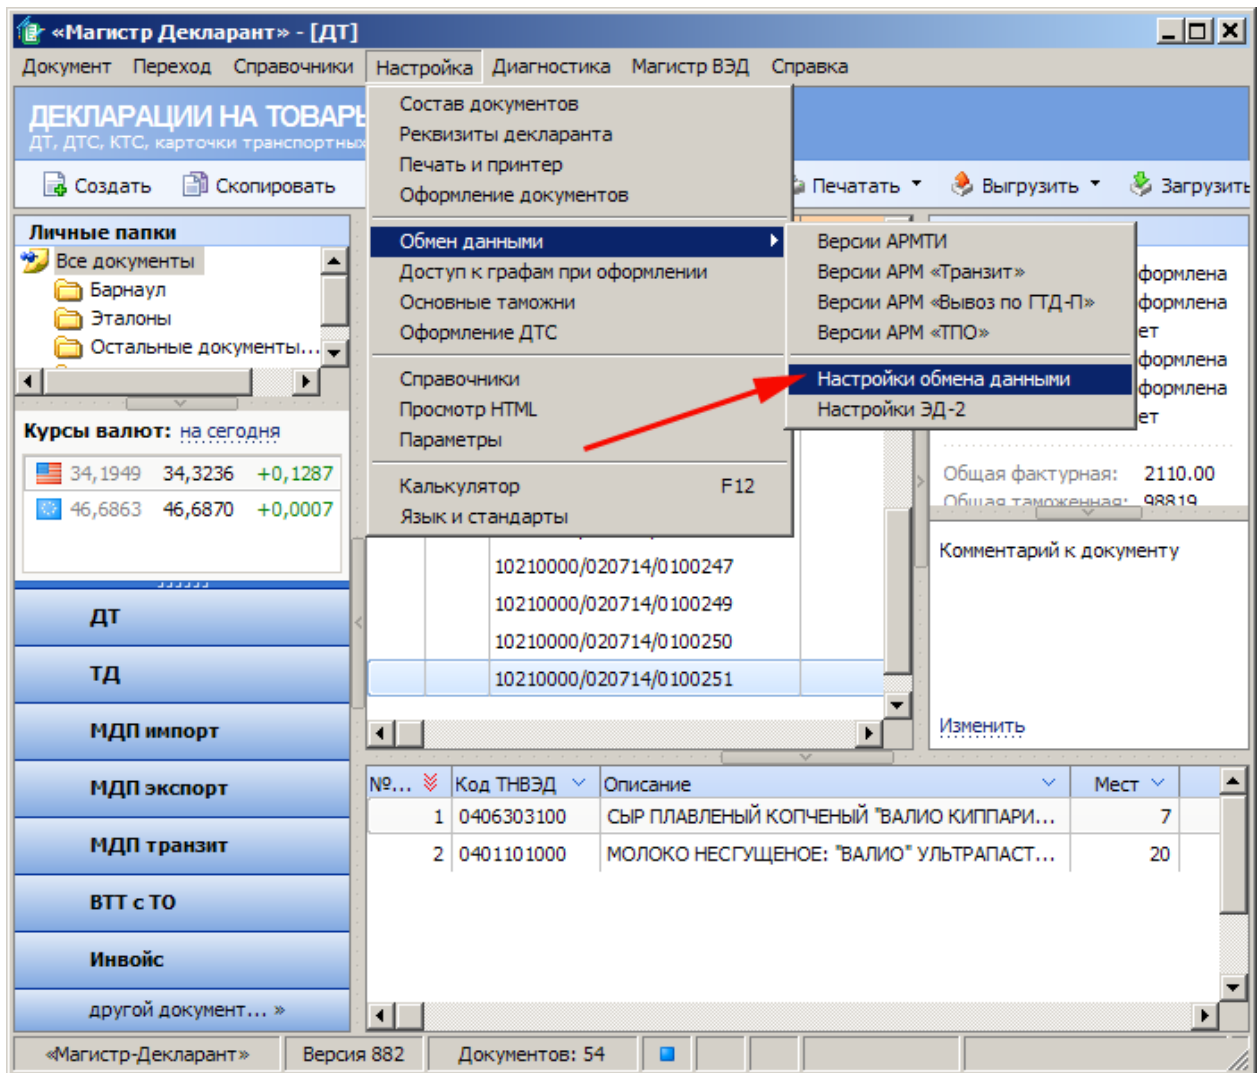 «Магистр Декларант» - [ДТ]
Документ Переход Справочники Настройка Диагностика Магистр ВЭД Справка
ДЕКЛАРАЦИИ НА ТОВАРЫ
ДТ, ДТС, КТС, карточки транспортных
Создать Скопировать Печатать Выгрузить Загрузить
Состав документов
Реквизиты декларанта
Печать и принтер
Оформление документов
Обмен данными
Доступ к графам при оформлении
Основные таможни
Оформление ДТС
Справочники
Просмотр HTML
Параметры
Калькулятор F12
Язык и стандарты
Версии АРМТИ
Версии АРМ «Транзит»
Версии АРМ «Вывоз по ГТД-П»
Версии АРМ «ТПО»
Настройки обмена данными
Настройки ЭД-2
Личные папки
Все документы
Барнаул
Эталоны
Остальные документы...
Курсы валют: на сегодня
34,1949 34,3236 +0,1287
46,6863 46,6870 +0,0007
ДТ
ТД
МДП импорт
МДП экспорт
МДП транзит
ВТТ с ТО
Инвойс
другой документ... »
10210000/020714/0100247
10210000/020714/0100249
10210000/020714/0100250
10210000/020714/0100251
формлена
формлена
ет
формлена
формлена
ет
Общая фактурная: 2110.00
Общая таможенная: 98819
Комментарий к документу
Изменить
№... Код ТНВЭД Описание Мест
1 0406303100 СЫР ПЛАВЛЕНЫЙ КОПЧЕНЫЙ "ВАЛИО КИППАРИ... 7
2 0401101000 МОЛОКО НЕСГУЩЕНОЕ: "ВАЛИО" УЛЬТРАПАСТ... 20
«Магистр-Декларант» Версия 882 Документов: 54